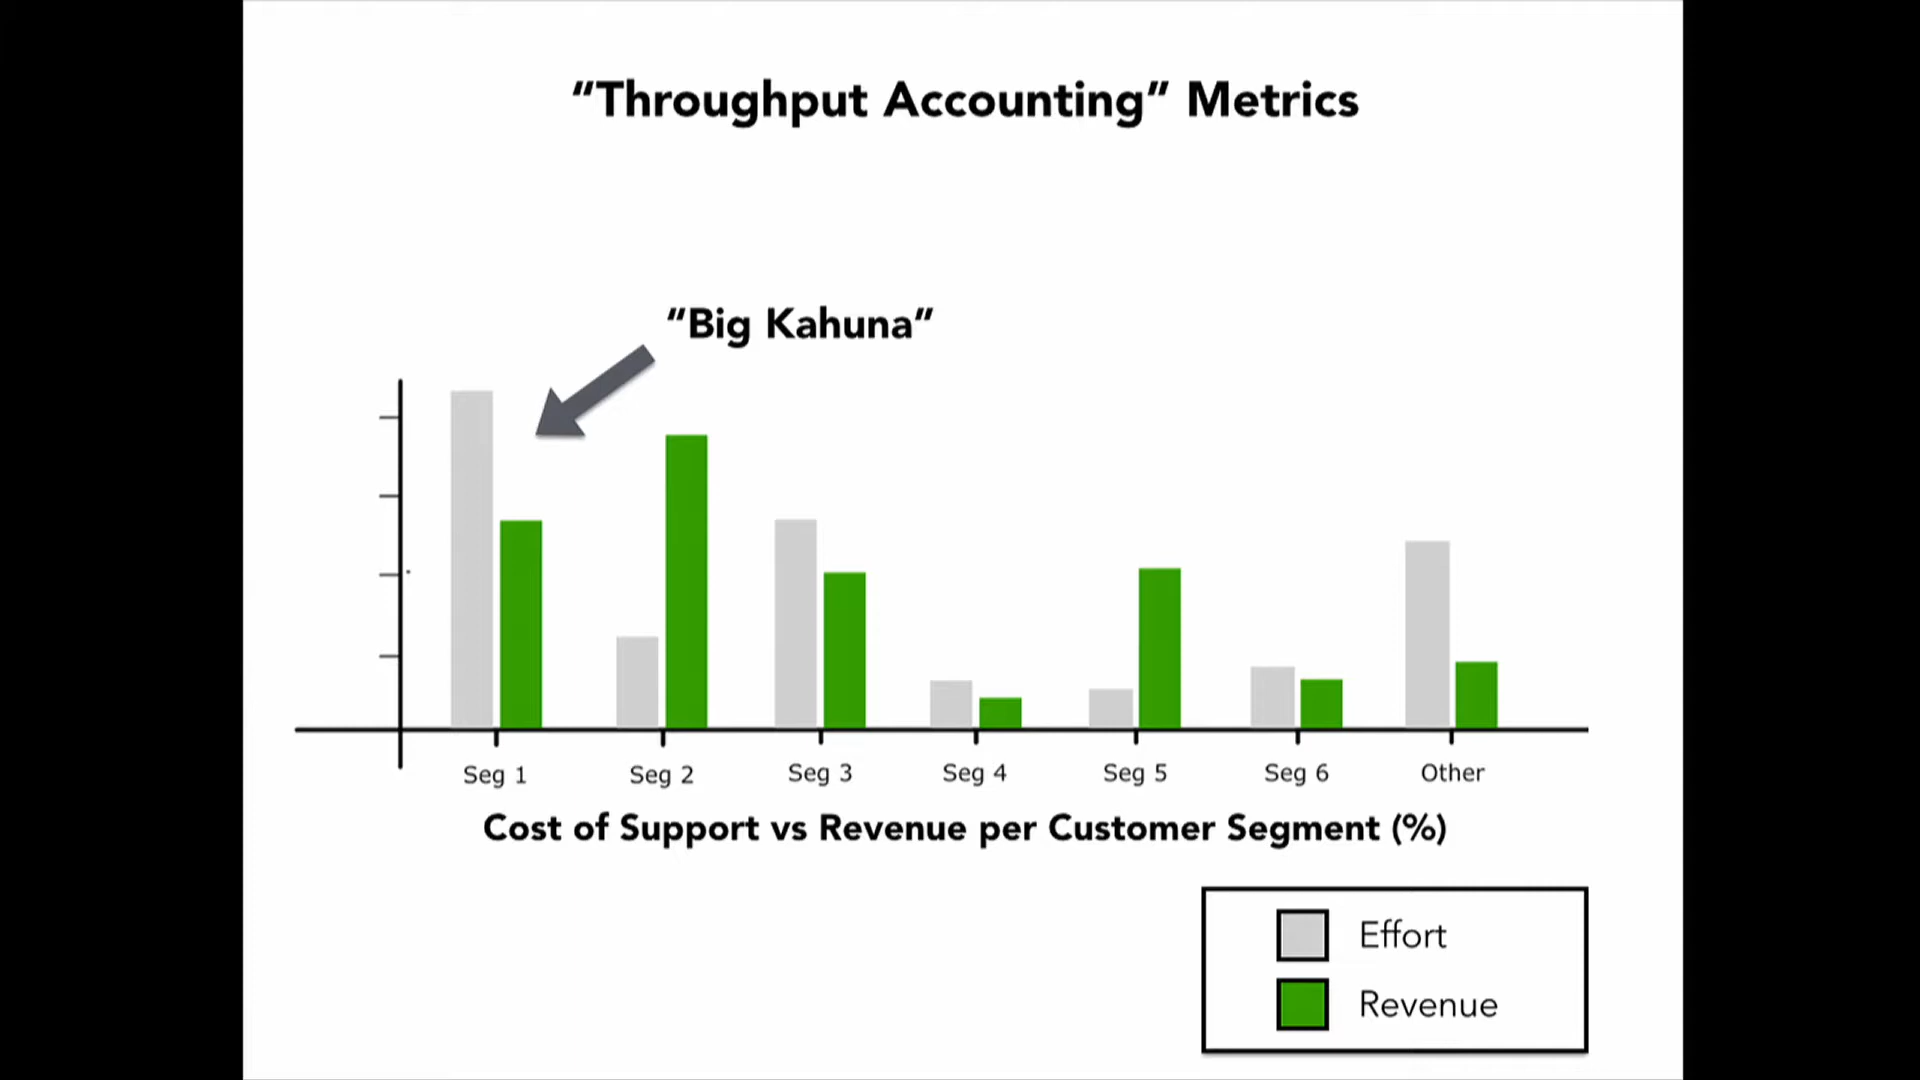 “Throughput Accounting” Metrics
“Big Kahuna”
Seg 1 Seg 2 Seg 3 Seg 4 Seg 5 Seg 6 Other
Cost of Support vs Revenue per Customer Segment (%)
Effort
Revenue